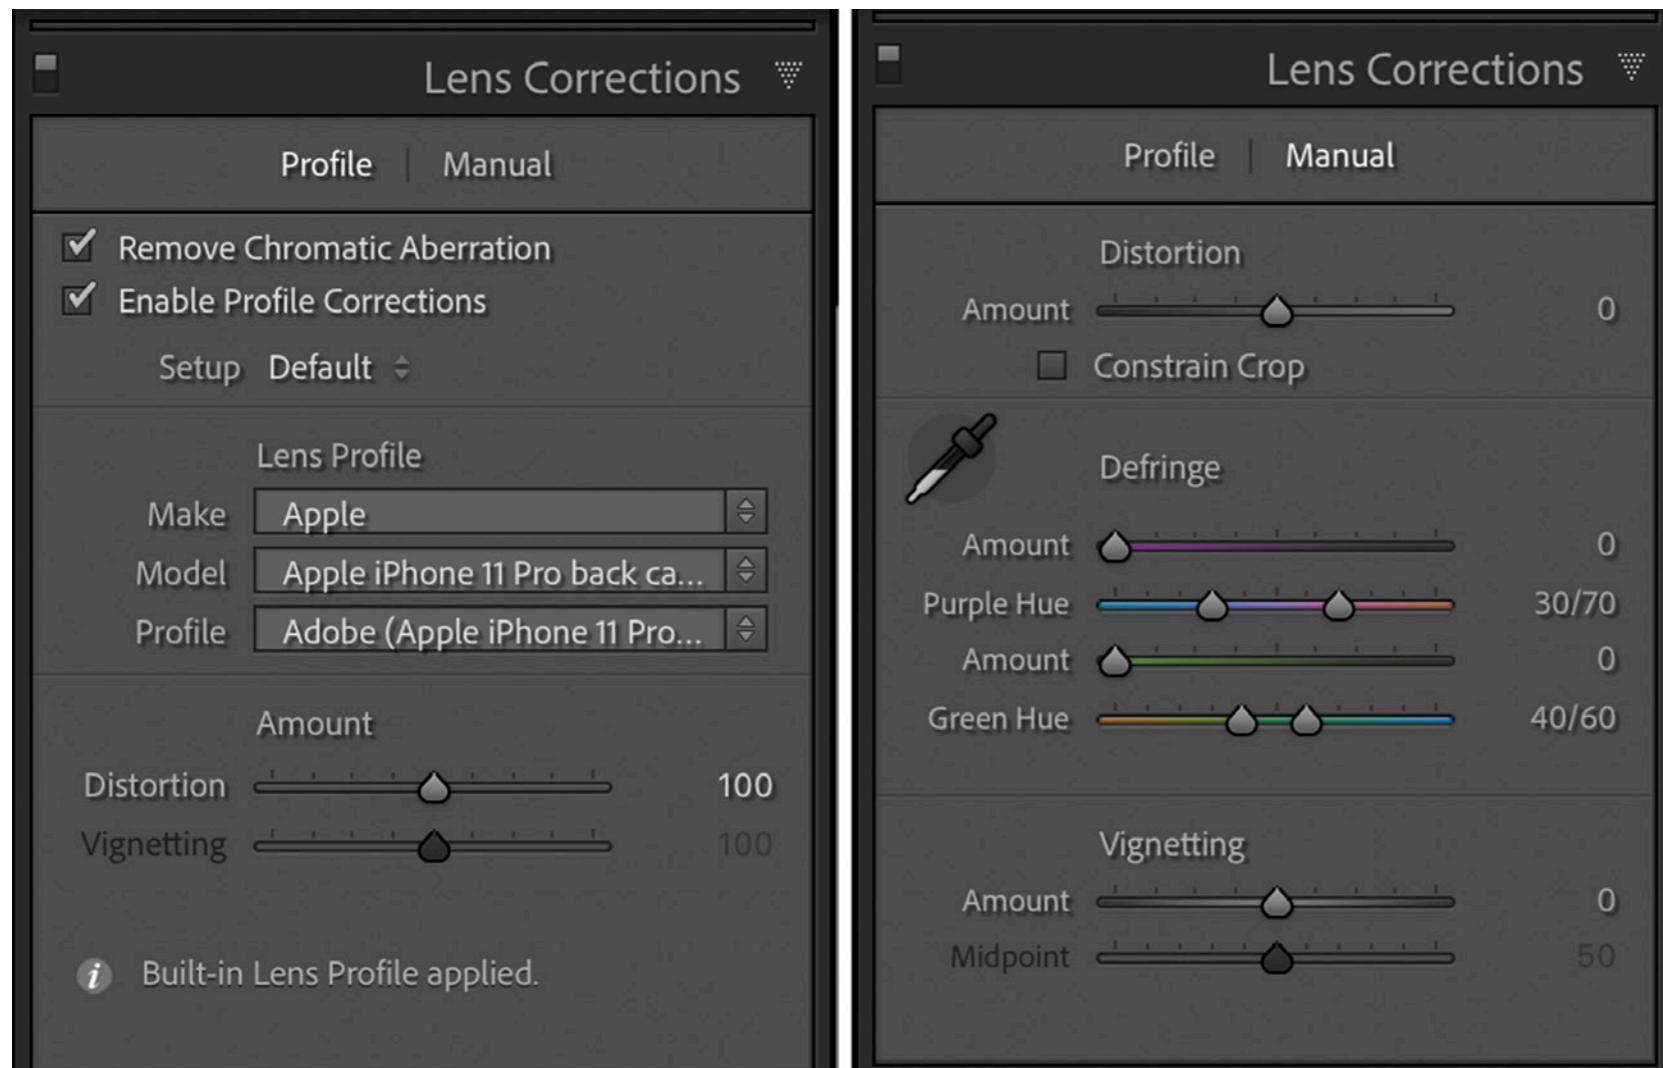 Lens Corrections
Profile | Manual
Remove Chromatic Aberration
Enable Profile Corrections
Setup Default
Lens Profile
Make Apple
Model Apple iPhone 11 Pro back ca...
Profile Adobe (Apple iPhone 11 Pro...
Amount
Distortion 100
Vignetting 100
i Built-in Lens Profile applied.
Lens Corrections
Profile | Manual
Distortion
Amount 0
Constrain Crop
Defringe
Amount 0
Purple Hue 30/70
Amount 0
Green Hue 40/60
Vignetting
Amount 0
Midpoint 50